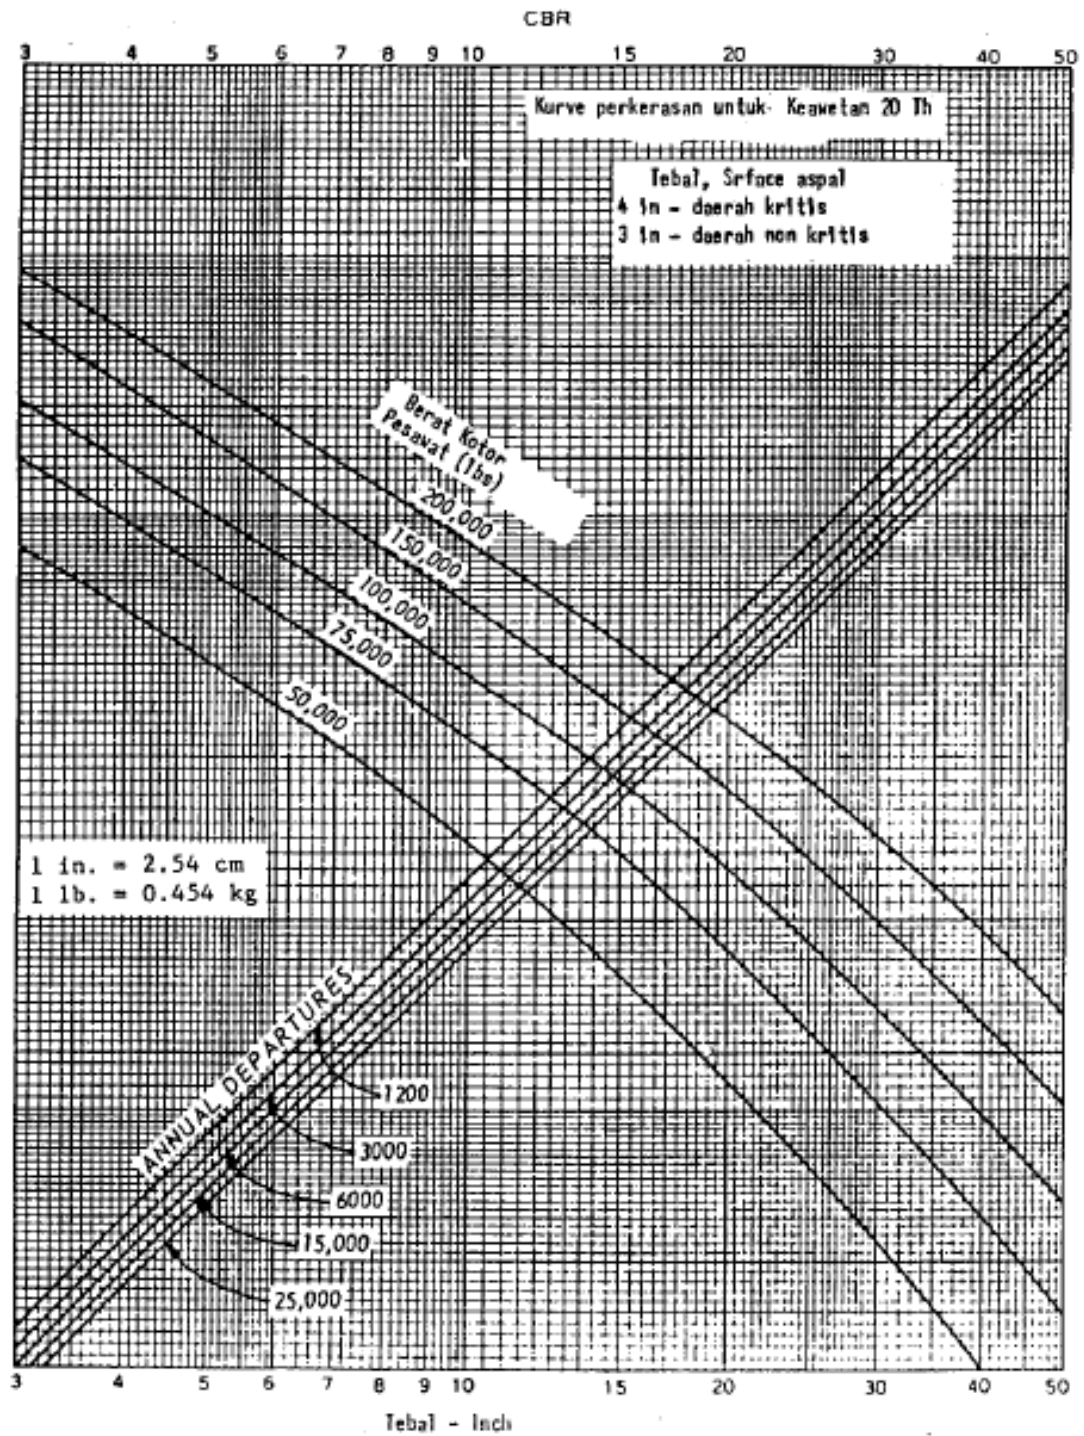 CBR
3 4 5 6 7 8 9 10 15 20 30 40 50
Kurve perkerasan untuk Keawetan 20 Th
Tebal, Srface aspal
4 in - daerah kritis
3 in - daerah non kritis
Berat Kotor
Pesawat (lbs)
200,000
150,000
100,000
75,000
50,000
1 in. = 2.54 cm
1 lb. = 0.454 kg
ANNUAL DEPARTURES
1200
3000
6000
15,000
25,000
3 4 5 6 7 8 9 10 15 20 30 40 50
Tebal - Inch